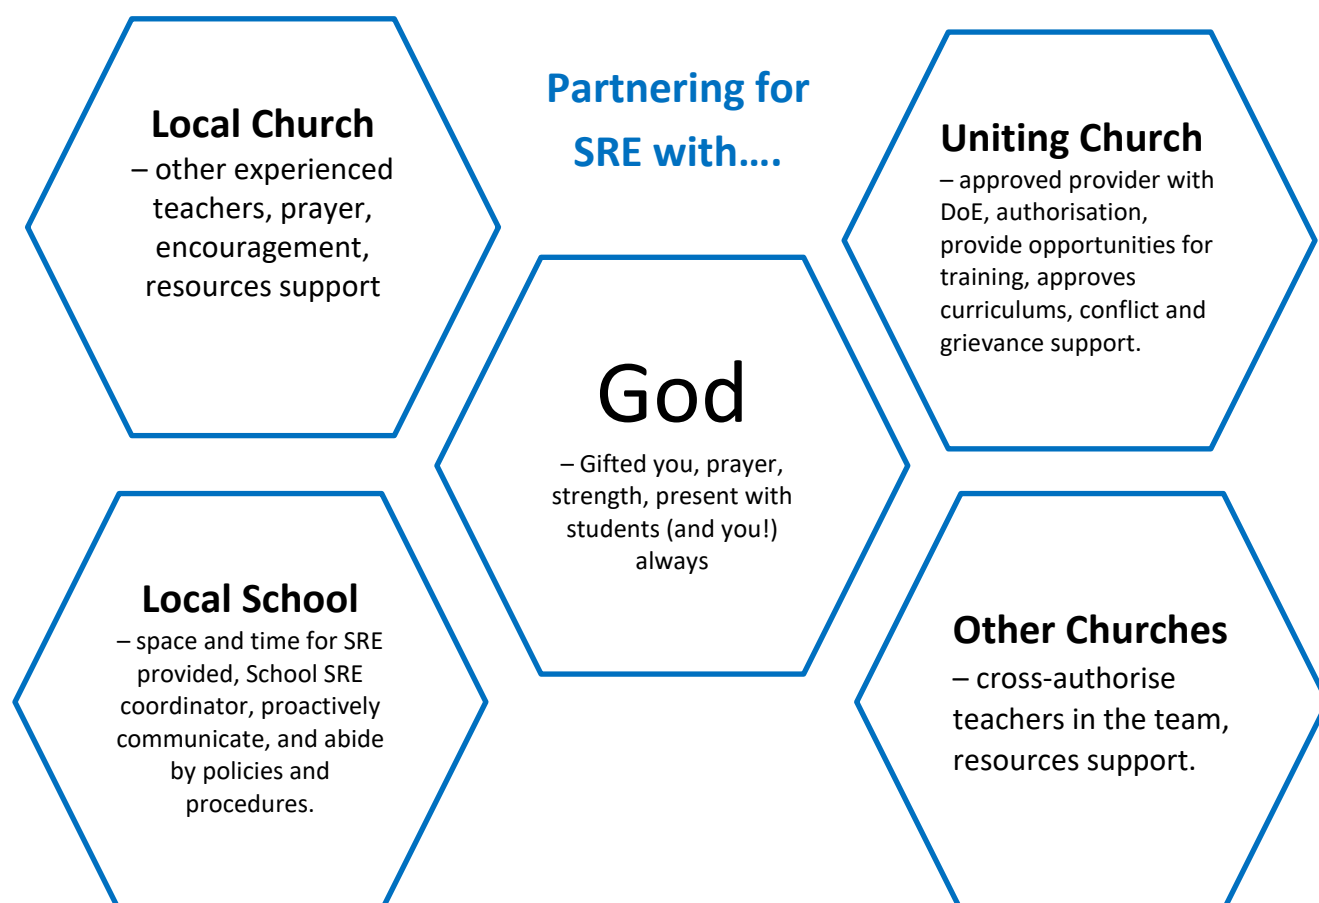 Partnering for
SRE with....
Local Church
– other experienced
teachers, prayer,
encouragement,
resources support
Uniting Church
– approved provider with
DoE, authorisation,
provide opportunities for
training, approves
curriculums, conflict and
grievance support.
God
– Gifted you, prayer,
strength, present with
students (and you!)
always
Local School
– space and time for SRE
provided, School SRE
coordinator, proactively
communicate, and abide
by policies and
procedures.
Other Churches
– cross-authorise
teachers in the team,
resources support.